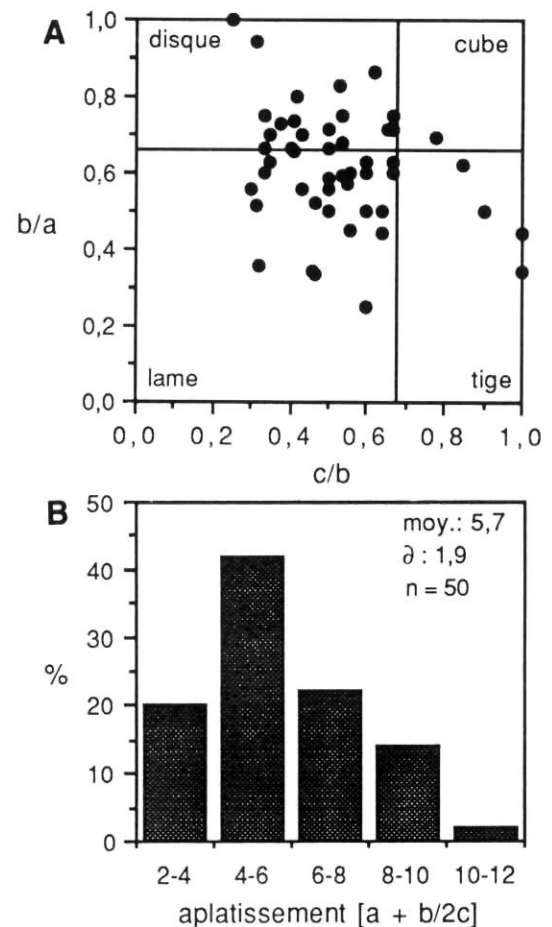 A
disque
cube
1,0
0,8
0,6
0,4
0,2
0,0
b/a
lame
tige
0,0 0,2 0,4 0,6 0,8 1,0
c/b
B
moy.: 5,7
∂ : 1,9
n = 50
50
40
30
20
10
0
%
2-4 4-6 6-8 8-10 10-12
aplatissement [a + b/2c]